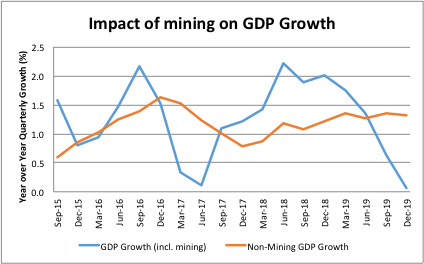 Impact of mining on GDP Growth
Year over Year Quarterly Growth (%)
2.5
2.0
1.5
1.0
0.5
0.0
Sep-15
Dec-15
Mar-16
Jun-16
Sep-16
Dec-16
Mar-17
Jun-17
Sep-17
Dec-17
Mar-18
Jun-18
Sep-18
Dec-18
Mar-19
Jun-19
Sep-19
Dec-19
GDP Growth (incl. mining) Non-Mining GDP Growth